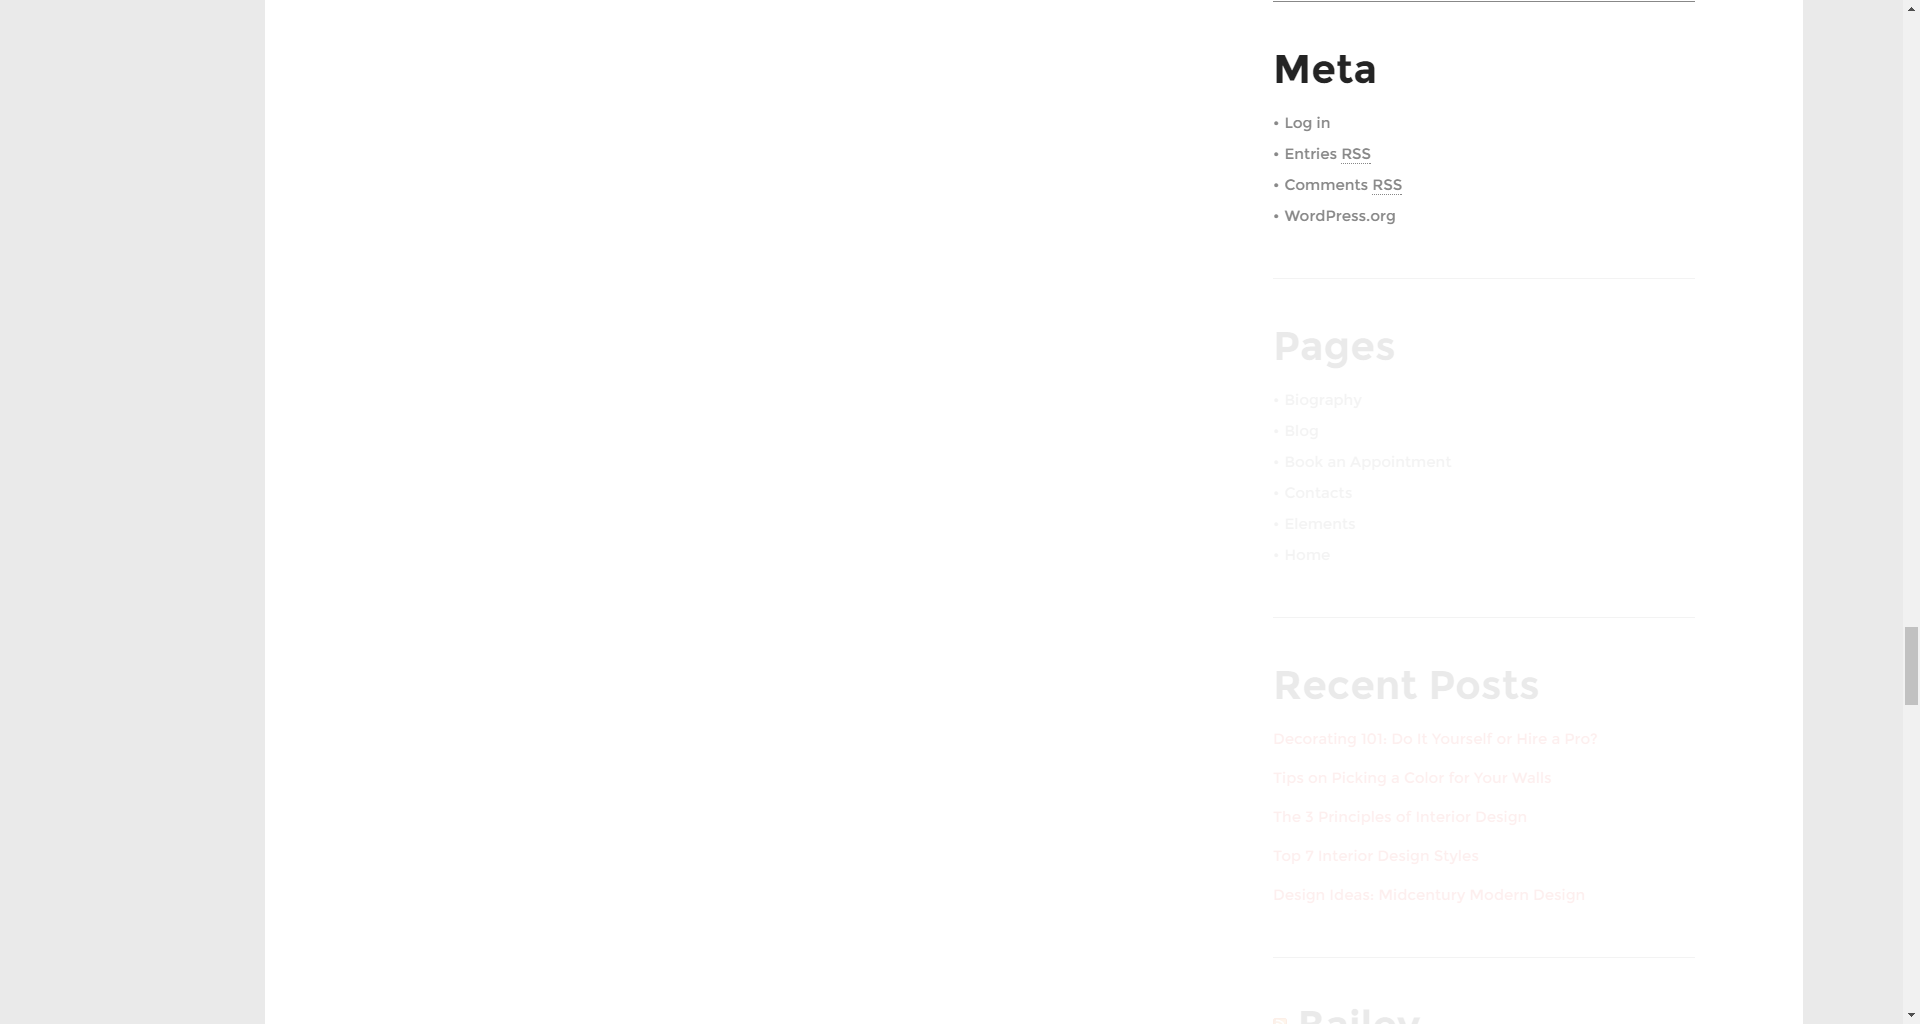 Meta
• Log in
• Entries RSS
• Comments RSS
• WordPress.org
Pages
• Biography
• Blog
• Book an Appointment
• Contacts
• Elements
• Home
Recent Posts
Decorating 101: Do It Yourself or Hire a Pro?
Tips on Picking a Color for Your Walls
The 3 Principles of Interior Design
Top 7 Interior Design Styles
Design Ideas: Midcentury Modern Design
Bailey